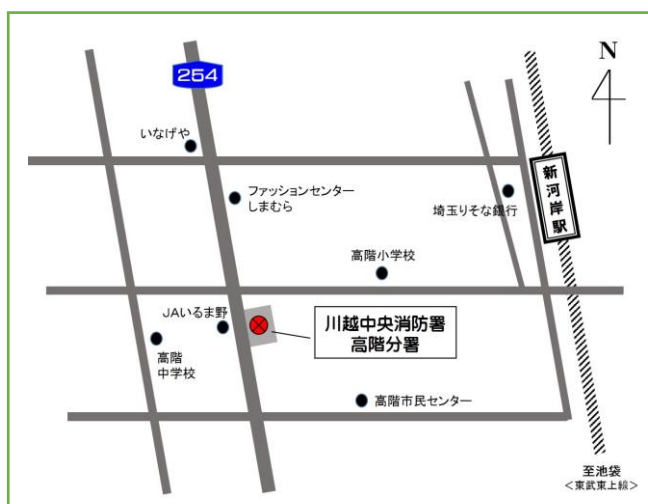 254
N
いなげや
ファッションセンター
しまむら
埼玉りそな銀行
新河岸駅
高階小学校
JAいるま野
川越中央消防署
高階分署
高階
中学校
高階市民センター
至池袋
＜東武東上線＞